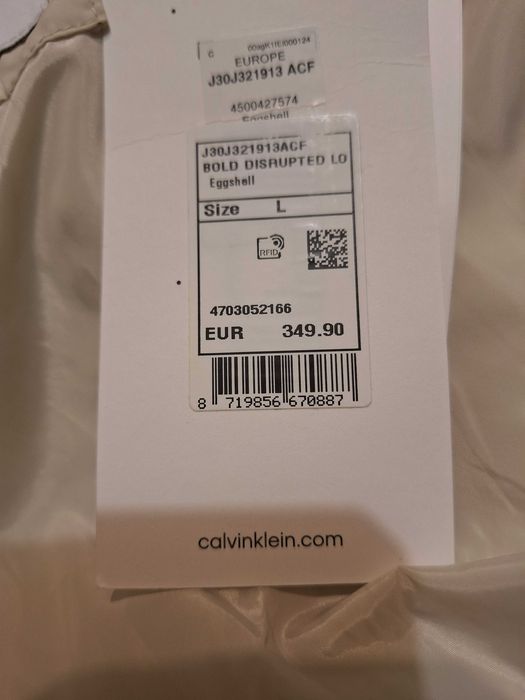 C
EUROPE
J30J321913 ACF
4500427574
Eggshell
J30J321913ACF
BOLD DISRUPTED LO
Eggshell
Size L
RFID
4703052166
EUR 349.90
8 719856 670887
calvinklein.com